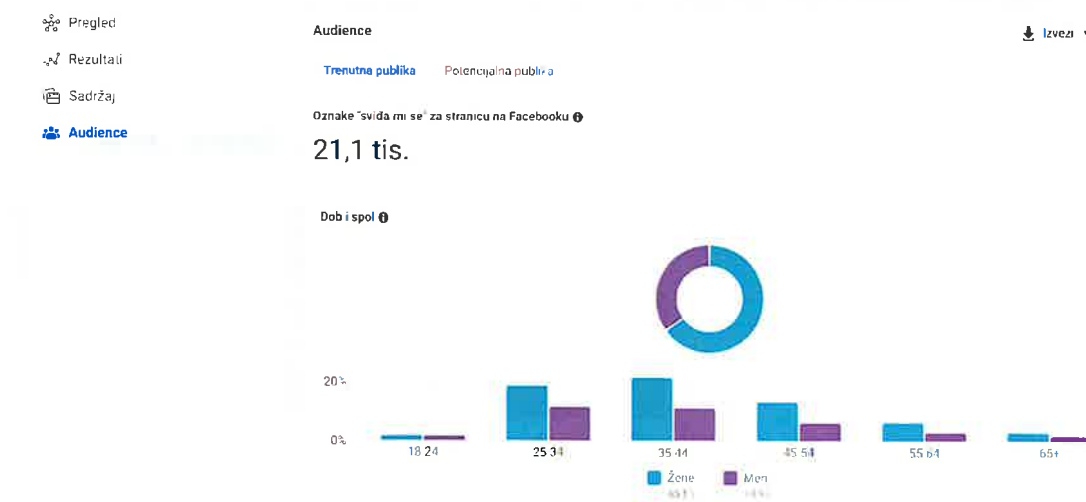 Pregled
Rezultati
Sadržaj
Audience
Audience
Izvezi
Trenutna publika Potencijalna publika
Oznake "sviđa mi se" za stranicu na Facebooku
21,1 tis.
Dob i spol
20%
0%
18 24 25 34 35 44 45 54 55 64 65+
Žene Men